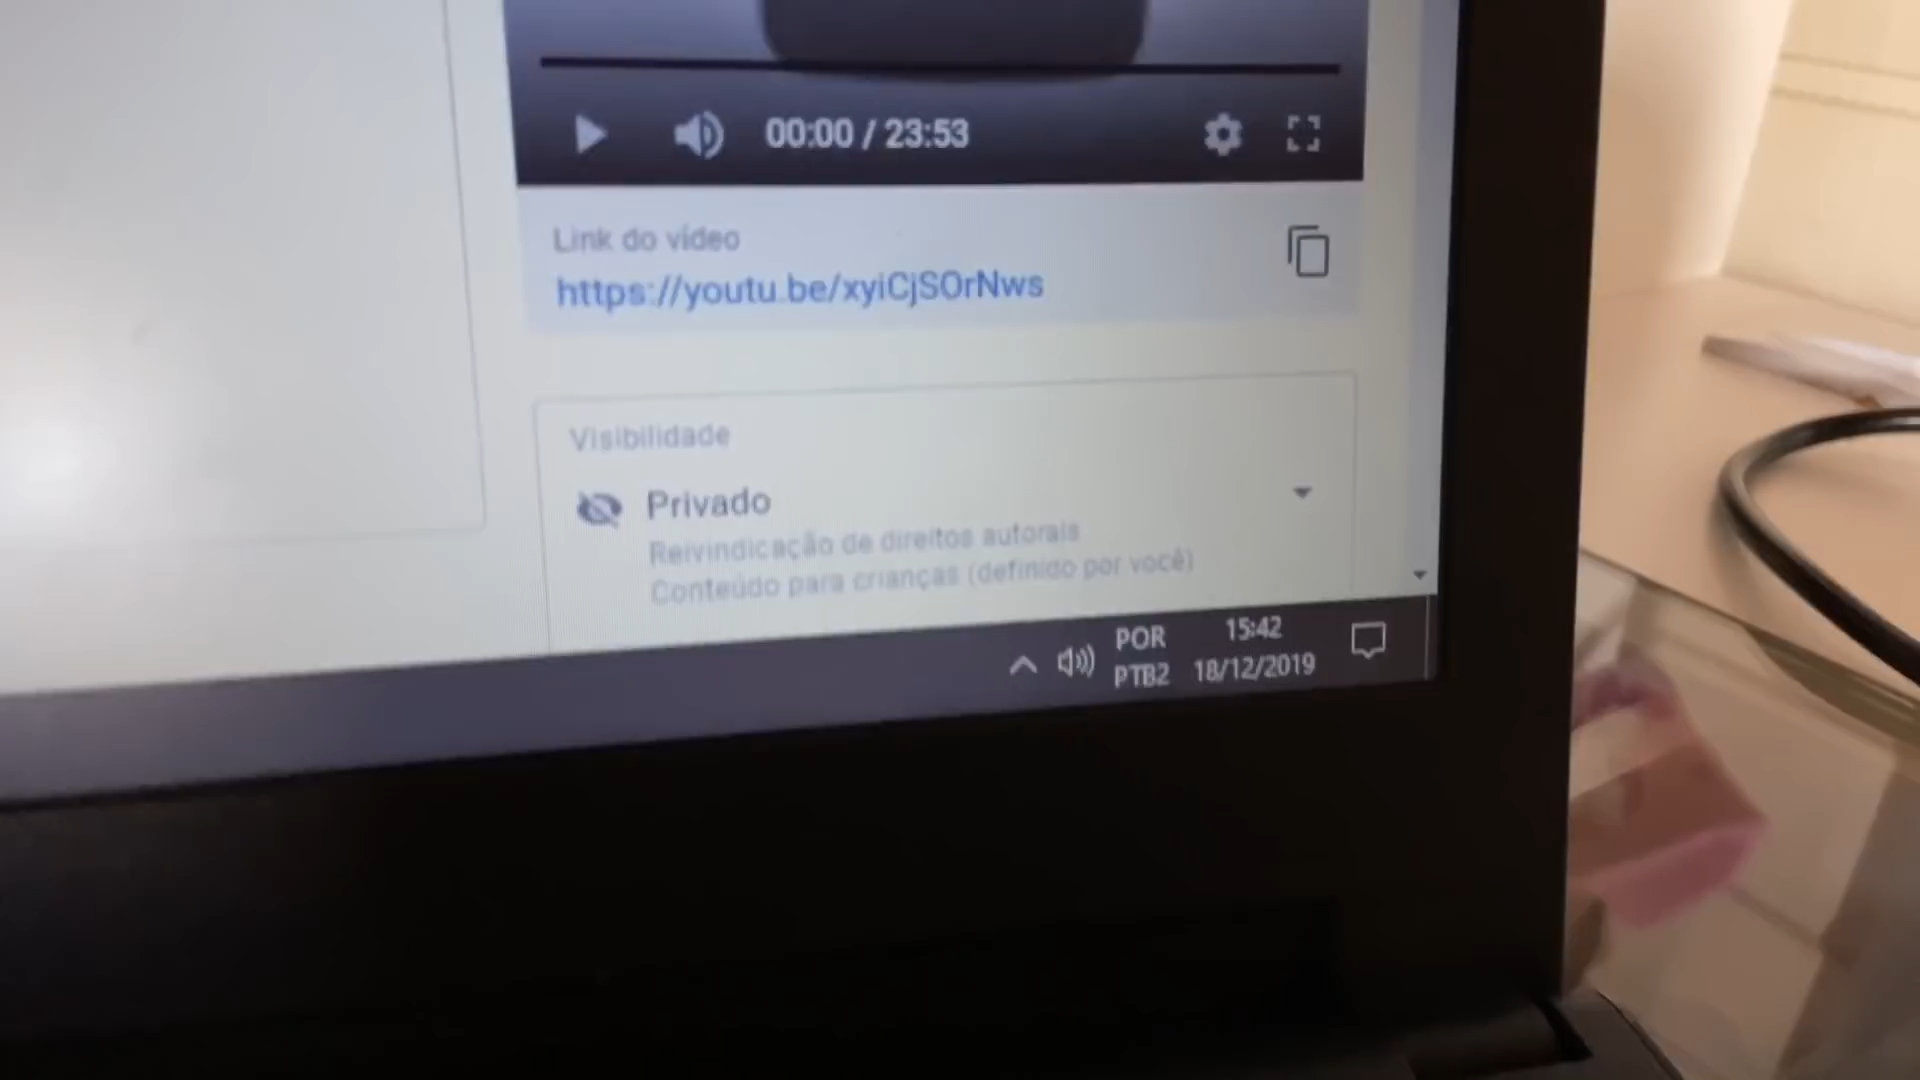 00:00 / 23:53
Link do vídeo
https://youtu.be/xyiCjSOrNws
Visibilidade
Privado
Reivindicação de direitos autorais
Conteúdo para crianças (definido por você)
POR
PTB2
15:42
18/12/2019